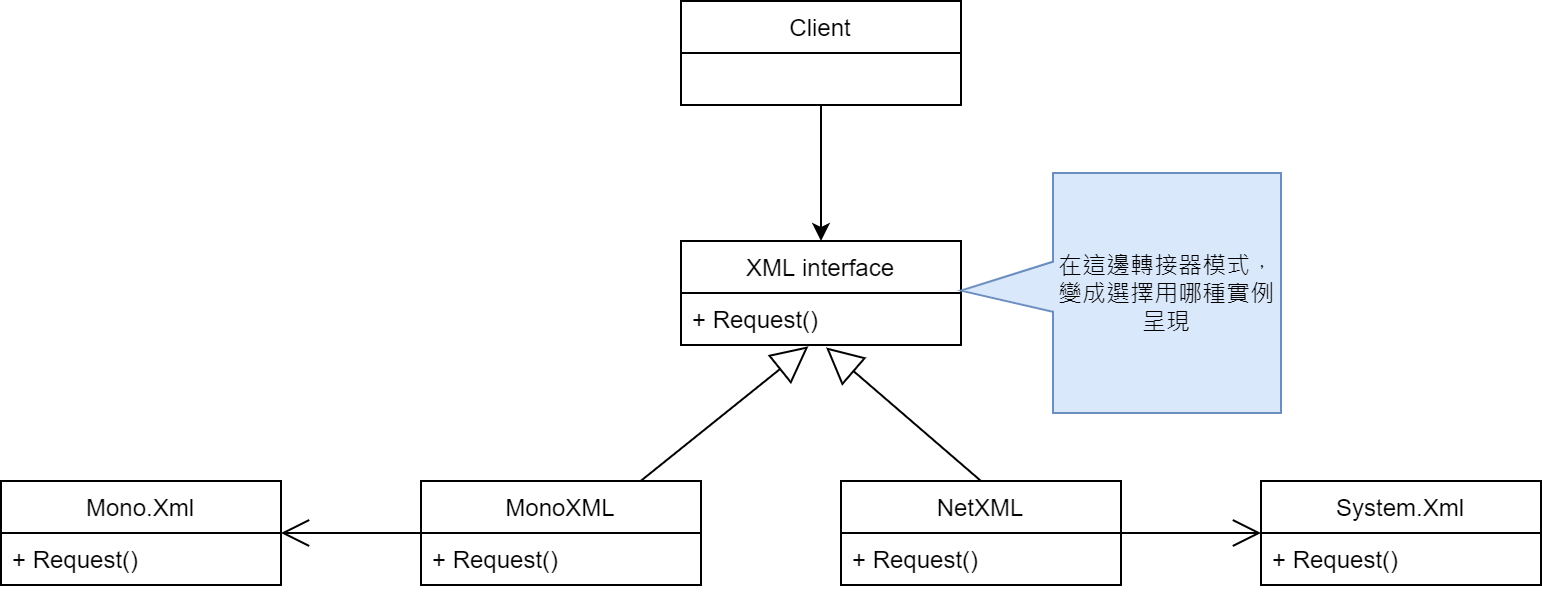 Client
XML interface
+ Request()
在這邊轉接器模式，
變成選擇用哪種實例
呈現
Mono.Xml
+ Request()
MonoXML
+ Request()
NetXML
+ Request()
System.Xml
+ Request()